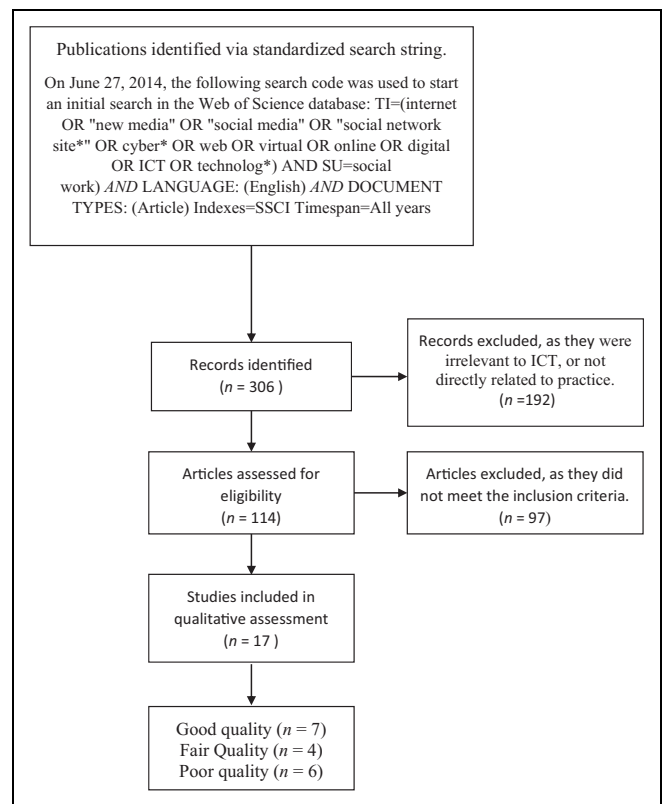 Publications identified via standardized search string.
On June 27, 2014, the following search code was used to start
an initial search in the Web of Science database: TI=(internet
OR "new media" OR "social media" OR "social network
site*" OR cyber* OR web OR virtual OR online OR digital
OR ICT OR technolog*) AND SU=social
work) AND LANGUAGE: (English) AND DOCUMENT
TYPES: (Article) Indexes=SSCI Timespan=All years
Records identified
(n = 306 )
Records excluded, as they were
irrelevant to ICT, or not
directly related to practice.
(n =192)
Articles assessed for
eligibility
(n = 114)
Articles excluded, as they did
not meet the inclusion criteria.
(n = 97)
Studies included in
qualitative assessment
(n = 17 )
Good quality (n = 7)
Fair Quality (n = 4)
Poor quality (n = 6)